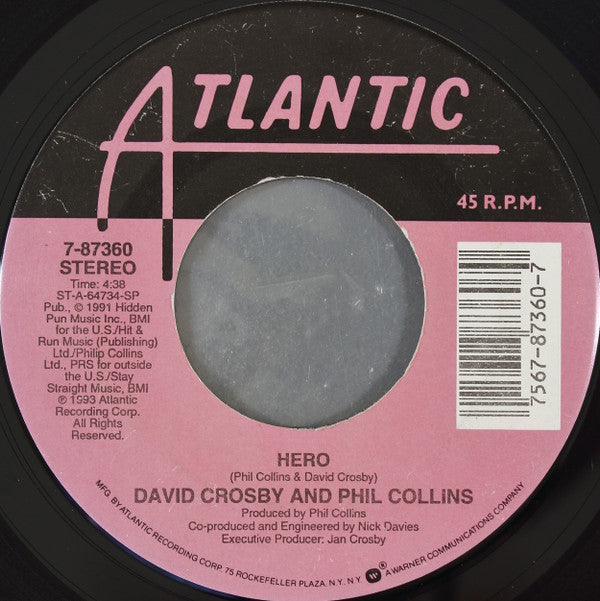 ATLANTIC
45 R.P.M.
7-87360
STEREO
Time: 4:38
ST-A-64734-SP
Pub., © 1991 Hidden
Pun Music Inc., BMI
for the U.S./Hit &
Run Music (Publishing)
Ltd./Philip Collins
Ltd., PRS for outside
the U.S./Stay
Straight Music, BMI
℗ 1993 Atlantic
Recording Corp.
All Rights
Reserved.
7567-87360-7
HERO
(Phil Collins & David Crosby)
DAVID CROSBY AND PHIL COLLINS
Produced by Phil Collins
Co-produced and Engineered by Nick Davies
Executive Producer: Jan Crosby
MFG. BY ATLANTIC RECORDING CORP. 75 ROCKEFELLER PLAZA, N.Y. N.Y. W ® A WARNER COMMUNICATIONS COMPANY